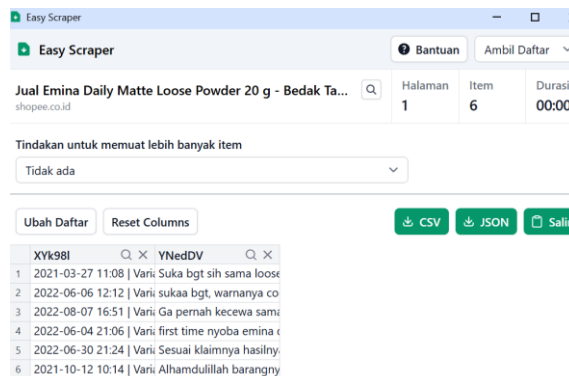 Easy Scraper
Easy Scraper
Bantuan
Ambil Daftar
Jual Emina Daily Matte Loose Powder 20 g - Bedak Ta...
shopee.co.id
Halaman
1
Item
6
Durasi
00:00
Tindakan untuk memuat lebih banyak item
Tidak ada
Ubah Daftar
Reset Columns
CSV
JSON
Sali
XYk98l YNedDV
1 2021-03-27 11:08 | Varia Suka bgt sih sama loose
2 2022-06-06 12:12 | Varia sukaa bgt, warnanya co
3 2022-08-07 16:51 | Varia Ga pernah kecewa sama
4 2022-06-04 21:06 | Varia first time nyoba emina
5 2022-06-30 21:24 | Varia Sesuai klaimnya hasilny
6 2021-10-12 10:14 | Varia Alhamdulillah barangny